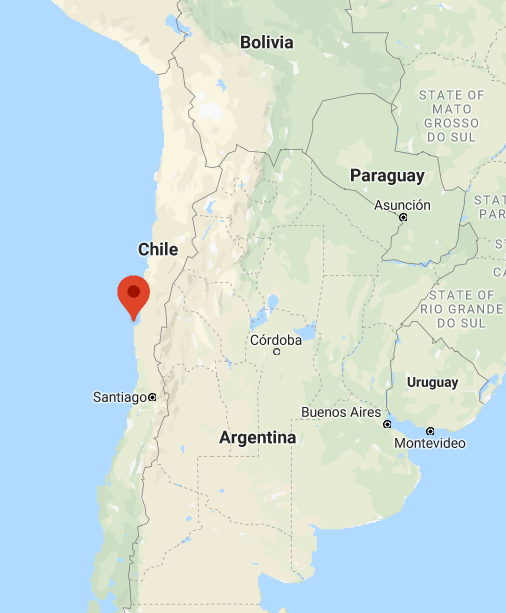 Bolivia
STATE OF
MATO
GROSSO
DO SUL
Paraguay
Asunción
STAT
PAR
Chile
S
C
STATE OF
RIO GRANDE
DO SUL
Córdoba
Uruguay
Santiago
Buenos Aires
Argentina
Montevideo